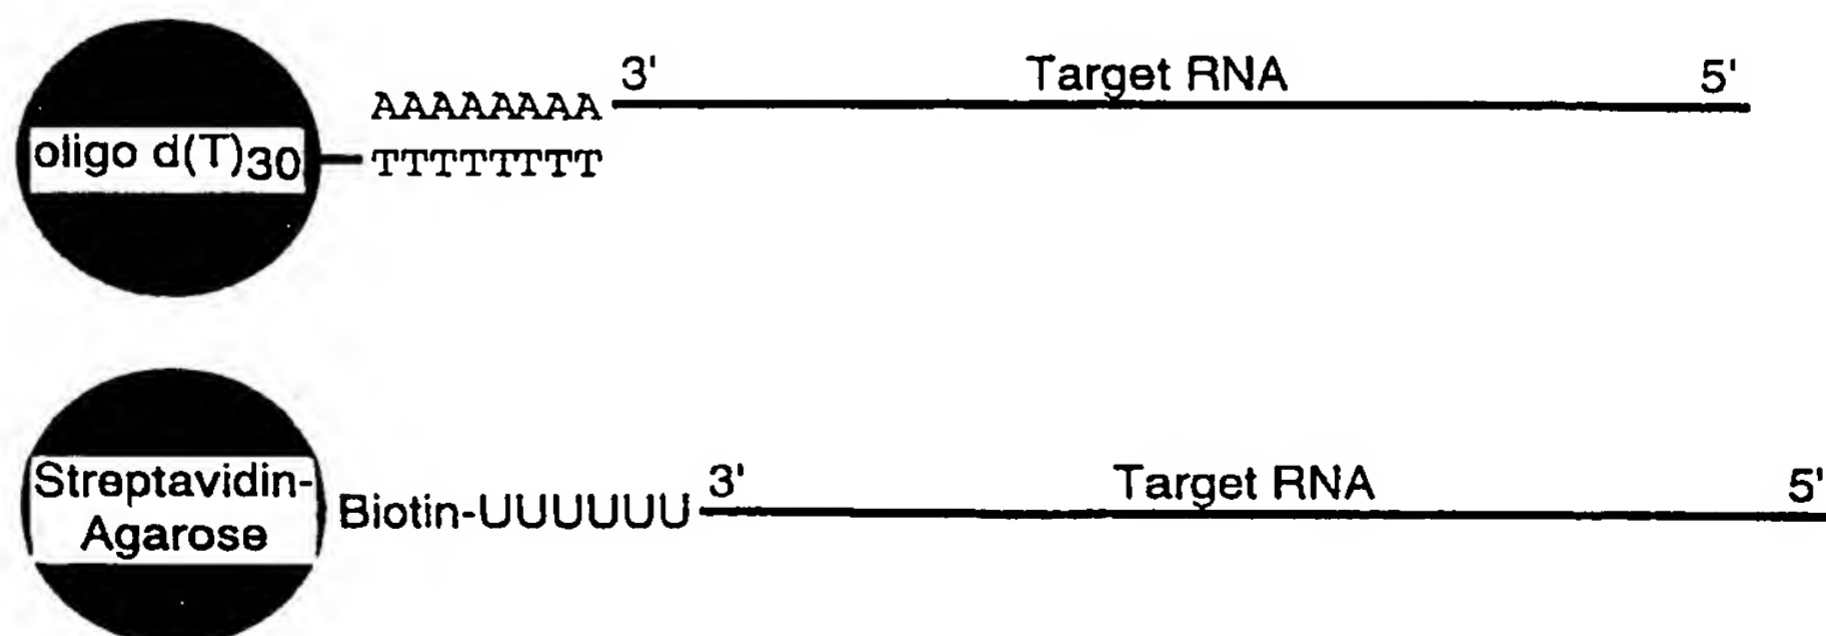 3' Target RNA 5'
AAAAAAAA
oligo d(T)30 TTTTTTTT
Streptavidin-
Agarose
Biotin-UUUUUU 3' Target RNA 5'